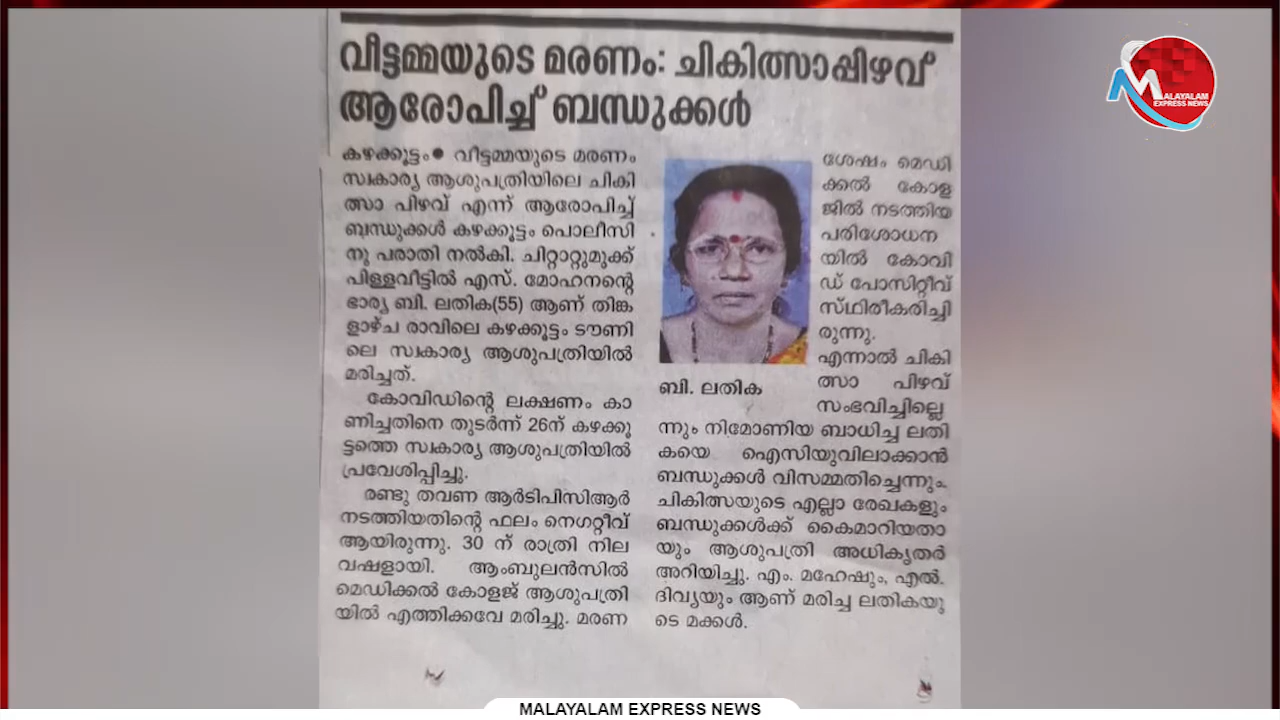 വീട്ടമ്മയുടെ മരണം: ചികിത്സാപ്പിഴവ്
ആരോപിച്ച് ബന്ധുക്കൾ
കഴക്കൂട്ടം● വീട്ടമ്മയുടെ മരണം
സ്വകാര്യ ആശുപത്രിയിലെ ചികി
ത്സാ പിഴവ് എന്ന് ആരോപിച്ച്
ബന്ധുക്കൾ കഴക്കൂട്ടം പൊലീസി
നു പരാതി നൽകി. ചിറ്റാറ്റുമുക്ക്
പിള്ളവീട്ടിൽ എസ്. മോഹനന്റെ
ഭാര്യ ബി. ലതിക(55) ആണ് തിങ്ക
ളാഴ്ച രാവിലെ കഴക്കൂട്ടം ടൗണി
ലെ സ്വകാര്യ ആശുപത്രിയിൽ
മരിച്ചത്.
കോവിഡിന്റെ ലക്ഷണം കാ
ണിച്ചതിനെ തുടർന്ന് 26ന് കഴക്കൂ
ട്ടത്തെ സ്വകാര്യ ആശുപത്രിയിൽ
പ്രവേശിപ്പിച്ചു.
രണ്ടു തവണ ആർടിപിസിആർ
നടത്തിയതിന്റെ ഫലം നെഗറ്റീവ്
ആയിരുന്നു. 30 ന് രാത്രി നില
വഷളായി. ആംബുലൻസിൽ
മെഡിക്കൽ കോളജ് ആശുപത്രി
യിൽ എത്തിക്കവേ മരിച്ചു. മരണ
ശേഷം മെഡി
ക്കൽ കോള
ജിൽ നടത്തിയ
പരിശോധന
യിൽ കോവി
ഡ് പോസിറ്റീവ്
സ്ഥിരീകരിച്ചി
രുന്നു.
എന്നാൽ ചികി
ത്സാ പിഴവ്
സംഭവിച്ചില്ലെ
ന്നും നിമോണിയ ബാധിച്ച ലതി
കയെ ഐസിയുവിലാക്കാൻ
ബന്ധുക്കൾ വിസമ്മതിച്ചെന്നും.
ചികിത്സയുടെ എല്ലാ രേഖകളും
ബന്ധുക്കൾക്ക് കൈമാറിയതാ
യും ആശുപത്രി അധികൃതർ
അറിയിച്ചു. എം. മഹേഷും, എൽ.
ദിവ്യയും ആണ് മരിച്ച ലതികയു
ടെ മക്കൾ.
ബി. ലതിക
MALAYALAM
EXPRESS NEWS
MALAYALAM EXPRESS NEWS